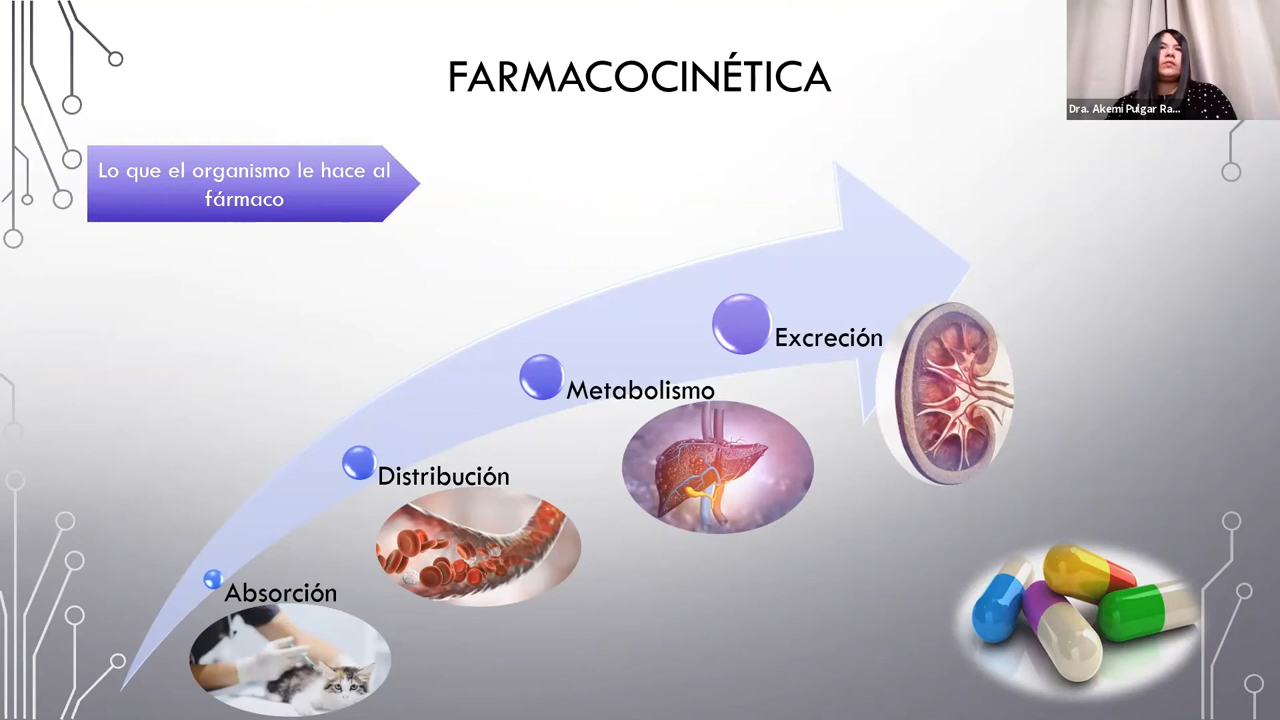 FARMACOCINÉTICA
Dra. Akemi Pulgar Ra...
Lo que el organismo le hace al
fármaco
Excreción
Metabolismo
Distribución
Absorción